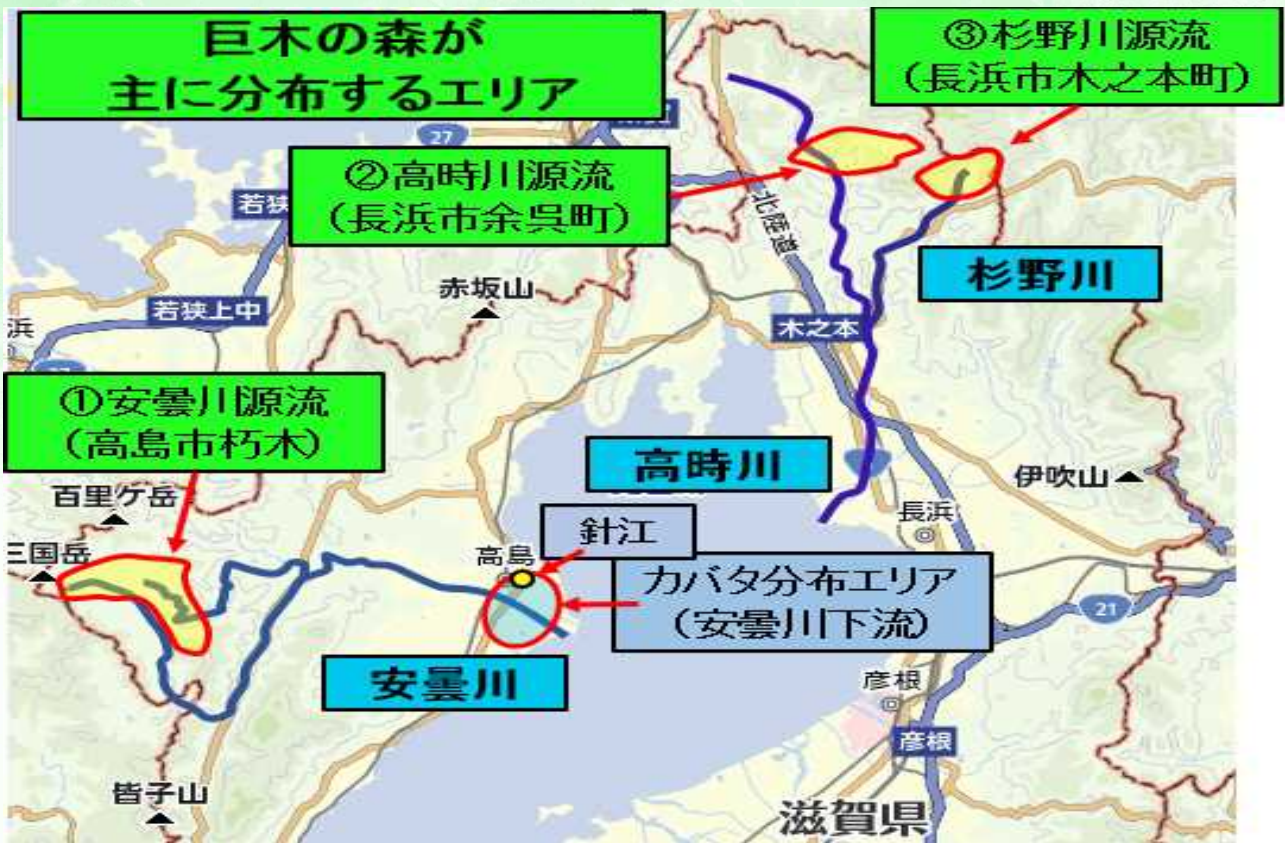 巨木の森が
主に分布するエリア
③杉野川源流
(長浜市木之本町)
27
②高時川源流
(長浜市余呉町)
若狭
北陸道
杉野川
赤坂山
若狭上中
木之本
浜
①安曇川源流
(高島市朽木)
高時川
伊吹山
百里ケ岳
長浜
針江
三国岳
高島
カバタ分布エリア
(安曇川下流)
21
安曇川
彦根
彦根
皆子山
滋賀県